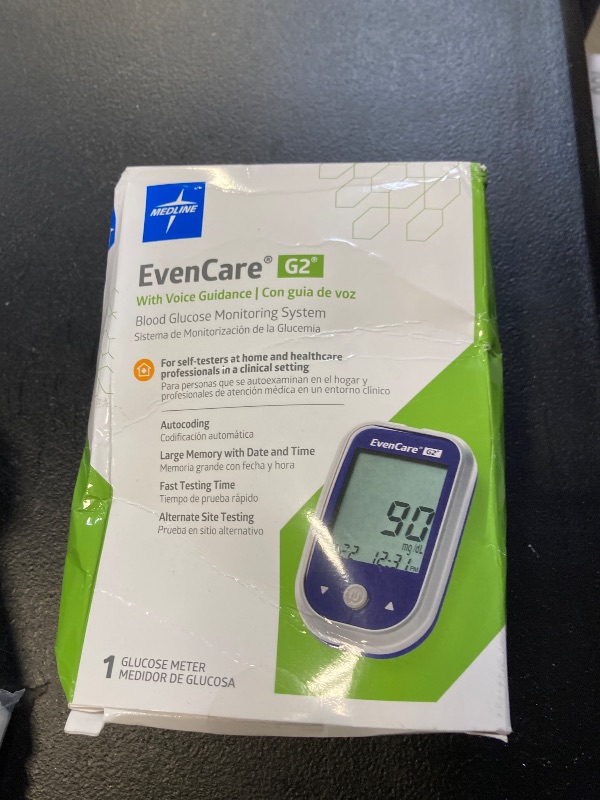 MEDLINE
EvenCare® G2®
With Voice Guidance | Con guia de voz
Blood Glucose Monitoring System
Sistema de Monitorización de la Glucemia
For self-testers at home and healthcare
professionals in a clinical setting
Para personas que se autoexaminan en el hogar y
profesionales de atención médica en un entorno clínico
Autocoding
Codificación automática
Large Memory with Date and Time
Memoria grande con fecha y hora
Fast Testing Time
Tiempo de prueba rápido
Alternate Site Testing
Prueba en sitio alternativo
EvenCare® G2®
90
mg/dL
12:31 PM
1 GLUCOSE METER
MEDIDOR DE GLUCOSA